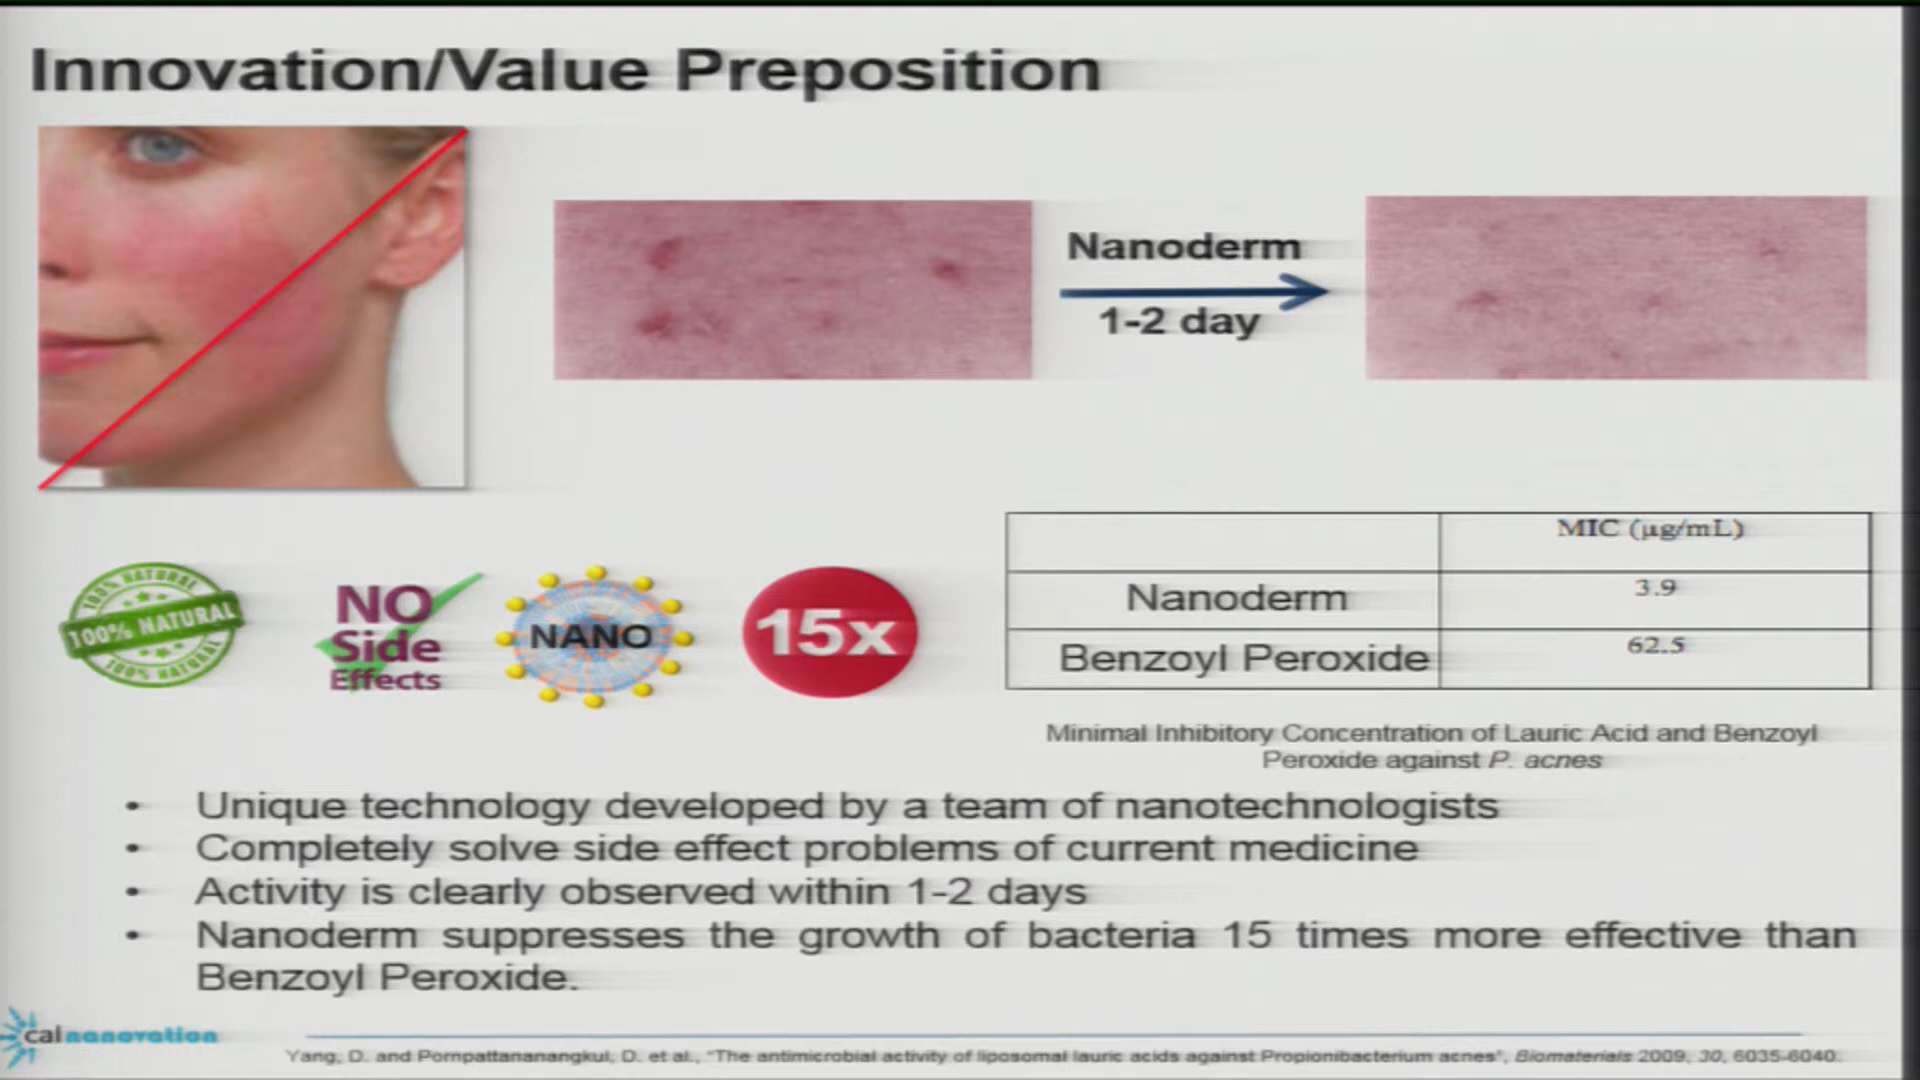 Innovation/Value Preposition
Nanoderm
1-2 day
100% NATURAL
100% NATURAL
100% NATURAL
NO
Side
Effects
NANO
15x
MIC (µg/mL)
Nanoderm 3.9
Benzoyl Peroxide 62.5
Minimal Inhibitory Concentration of Lauric Acid and Benzoyl
Peroxide against P. acnes
• Unique technology developed by a team of nanotechnologists
• Completely solve side effect problems of current medicine
• Activity is clearly observed within 1-2 days
• Nanoderm suppresses the growth of bacteria 15 times more effective than
Benzoyl Peroxide.
calnanovation
Yang, D. and Pornpattananangkul, D. et al., "The antimicrobial activity of liposomal lauric acids against Propionibacterium acnes", Biomaterials 2009, 30, 6035-6040.